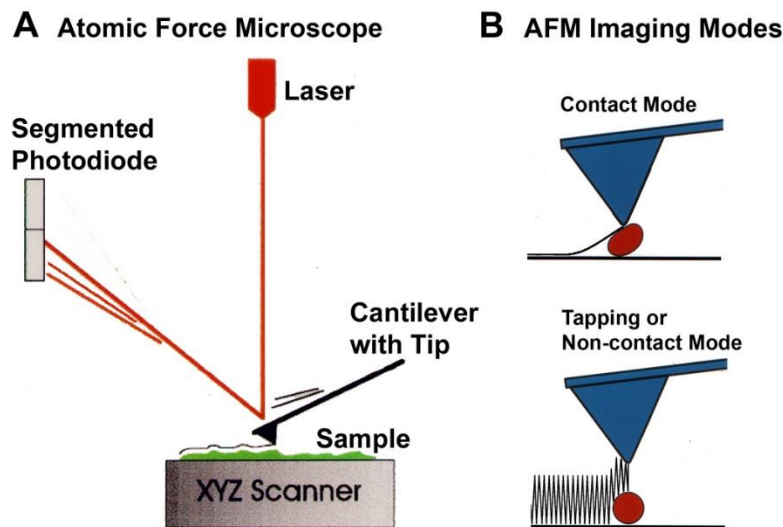 A Atomic Force Microscope
Laser
Segmented
Photodiode
Cantilever
with Tip
Sample
XYZ Scanner
B AFM Imaging Modes
Contact Mode
Tapping or
Non-contact Mode